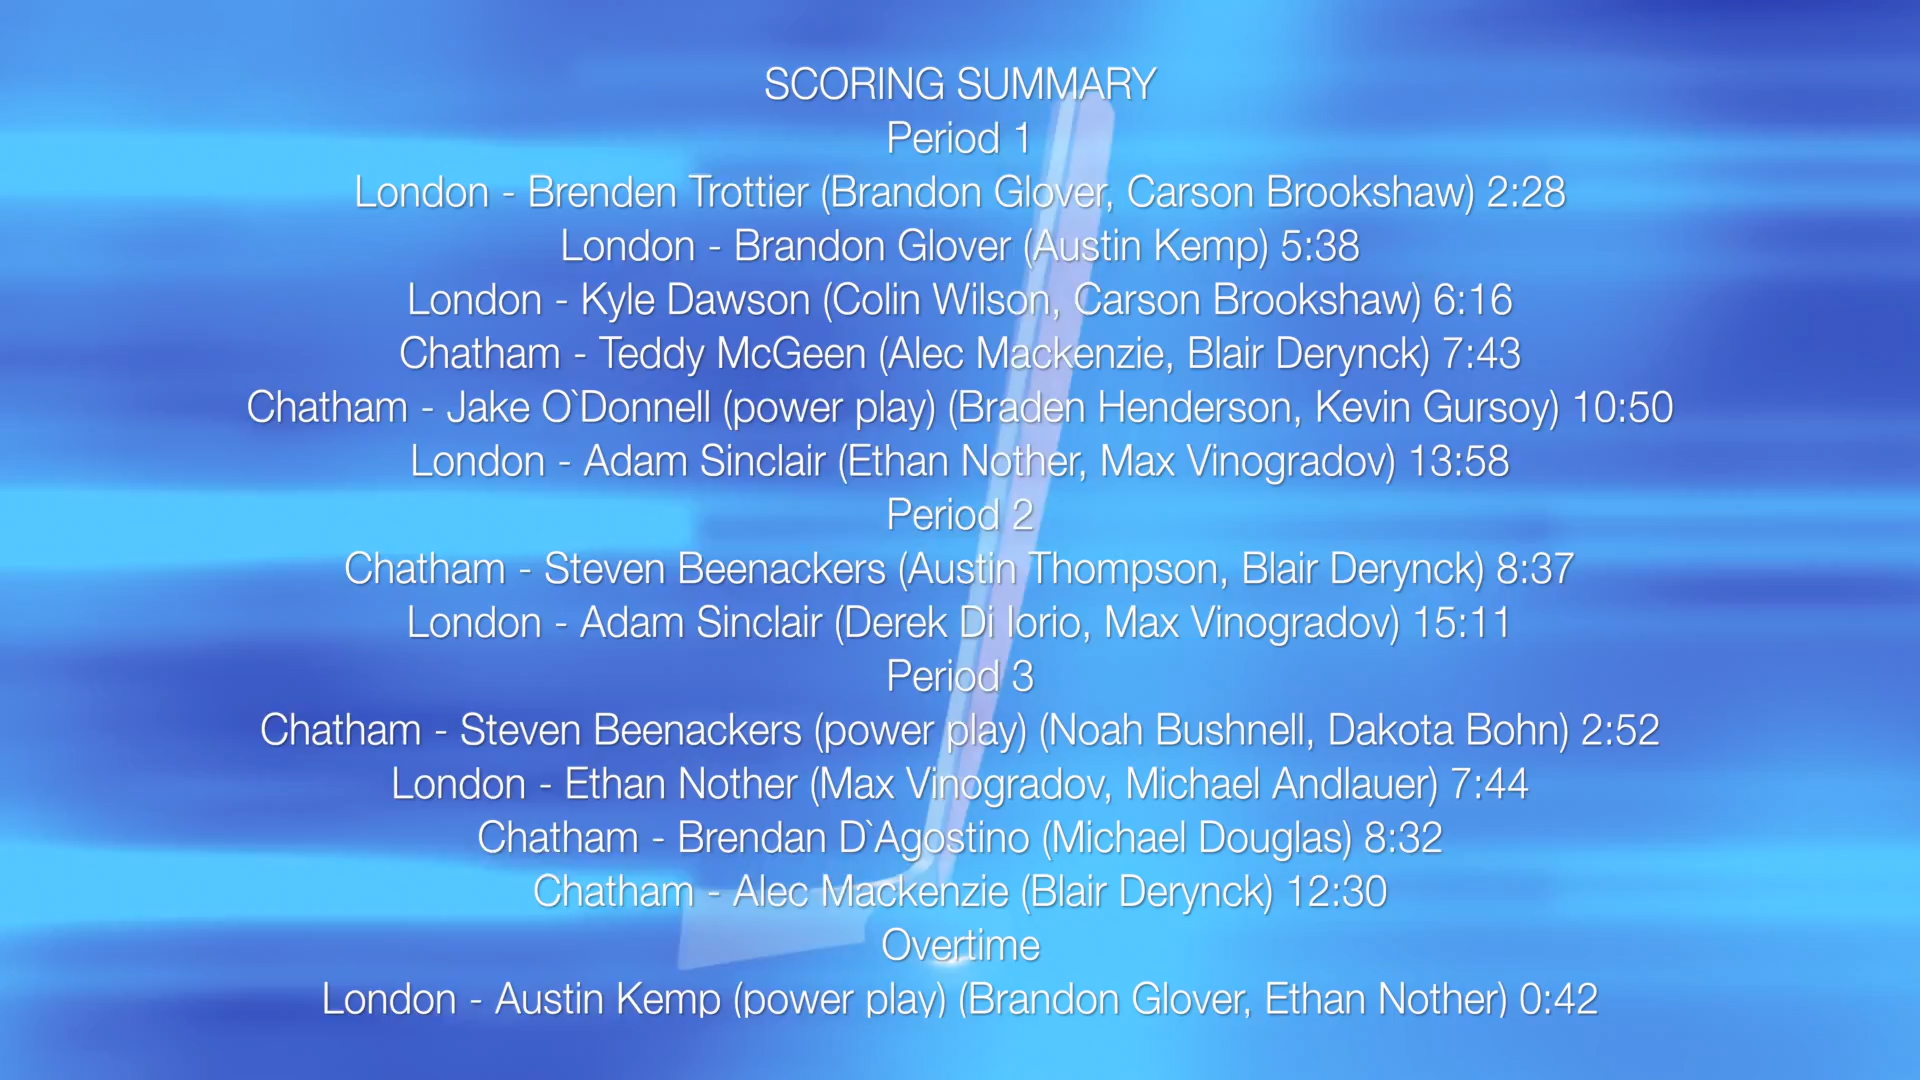 SCORING SUMMARY
Period 1
London - Brenden Trottier (Brandon Glover, Carson Brookshaw) 2:28
London - Brandon Glover (Austin Kemp) 5:38
London - Kyle Dawson (Colin Wilson, Carson Brookshaw) 6:16
Chatham - Teddy McGeen (Alec Mackenzie, Blair Derynck) 7:43
Chatham - Jake O`Donnell (power play) (Braden Henderson, Kevin Gursoy) 10:50
London - Adam Sinclair (Ethan Nother, Max Vinogradov) 13:58
Period 2
Chatham - Steven Beenackers (Austin Thompson, Blair Derynck) 8:37
London - Adam Sinclair (Derek Di Iorio, Max Vinogradov) 15:11
Period 3
Chatham - Steven Beenackers (power play) (Noah Bushnell, Dakota Bohn) 2:52
London - Ethan Nother (Max Vinogradov, Michael Andlauer) 7:44
Chatham - Brendan D`Agostino (Michael Douglas) 8:32
Chatham - Alec Mackenzie (Blair Derynck) 12:30
Overtime
London - Austin Kemp (power play) (Brandon Glover, Ethan Nother) 0:42